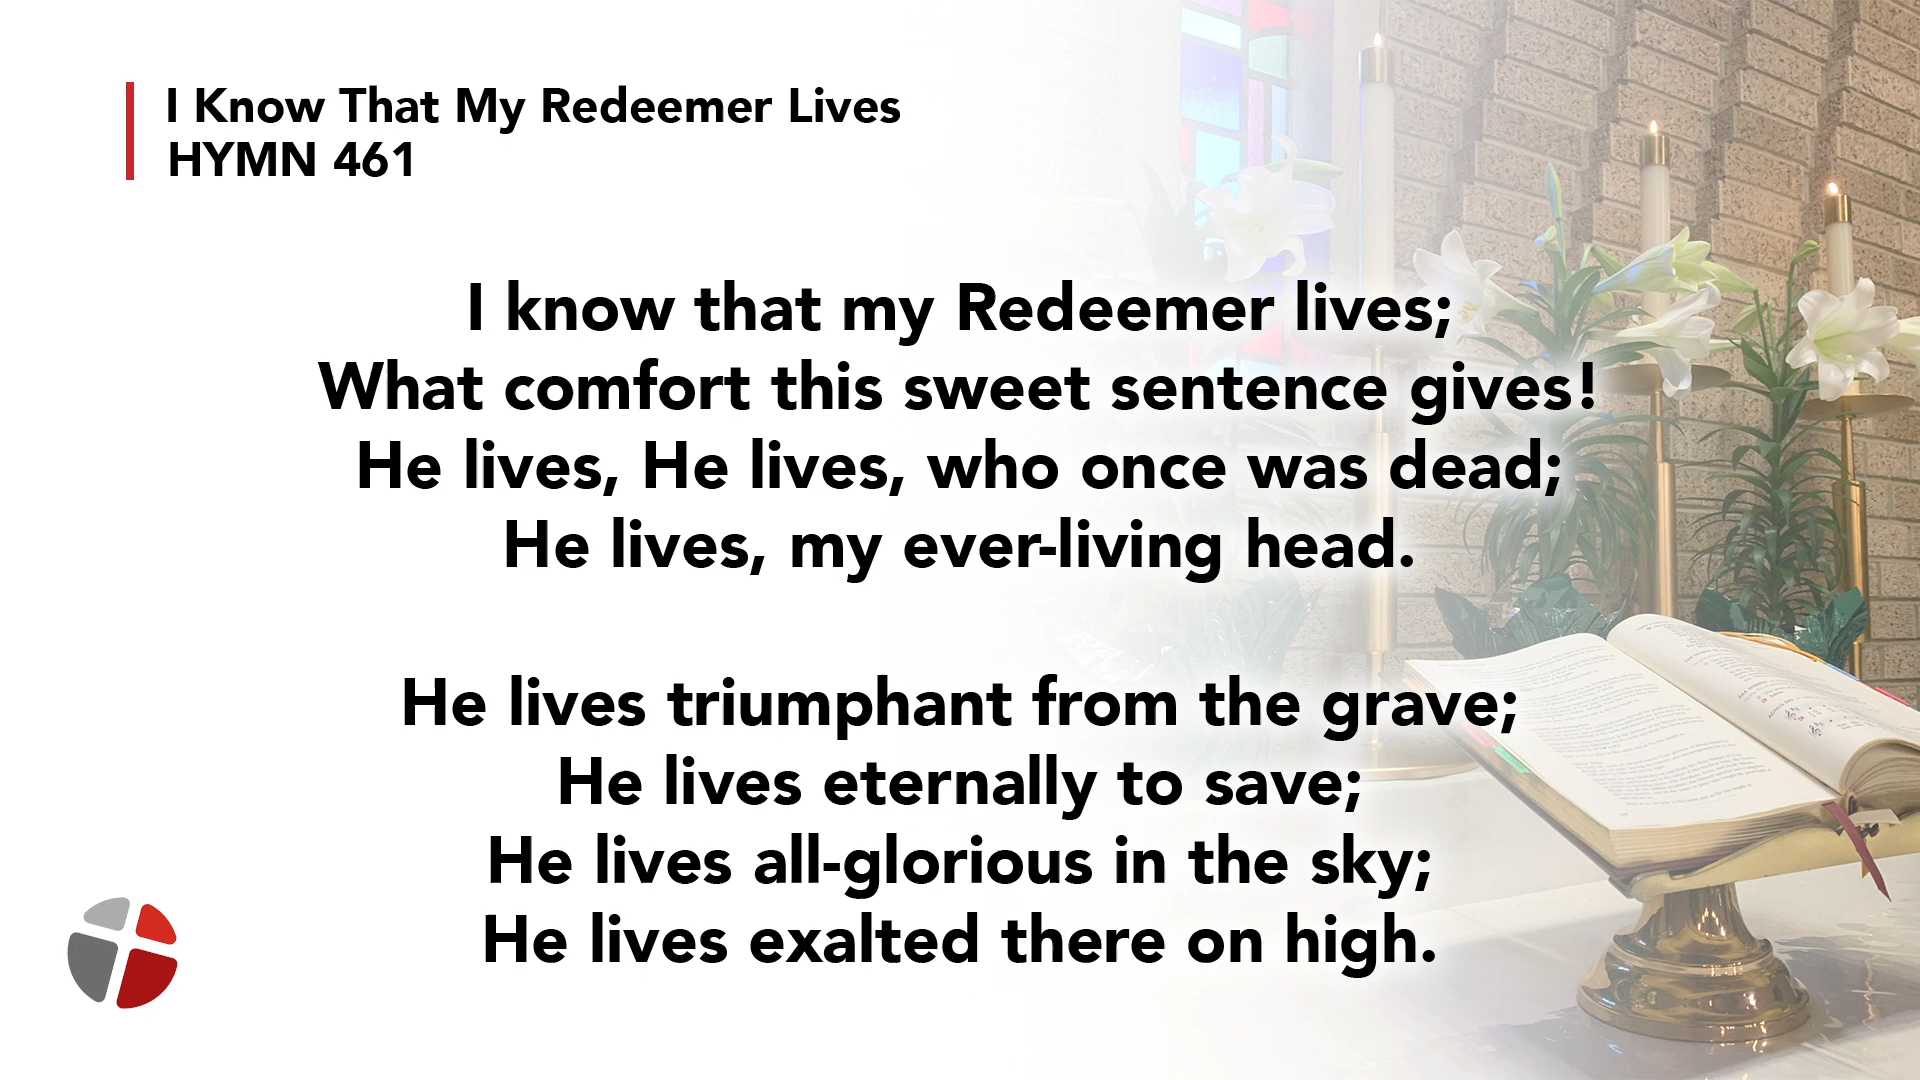 I Know That My Redeemer Lives
HYMN 461
I know that my Redeemer lives;
What comfort this sweet sentence gives!
He lives, He lives, who once was dead;
He lives, my ever-living head.
He lives triumphant from the grave;
He lives eternally to save;
He lives all-glorious in the sky;
He lives exalted there on high.